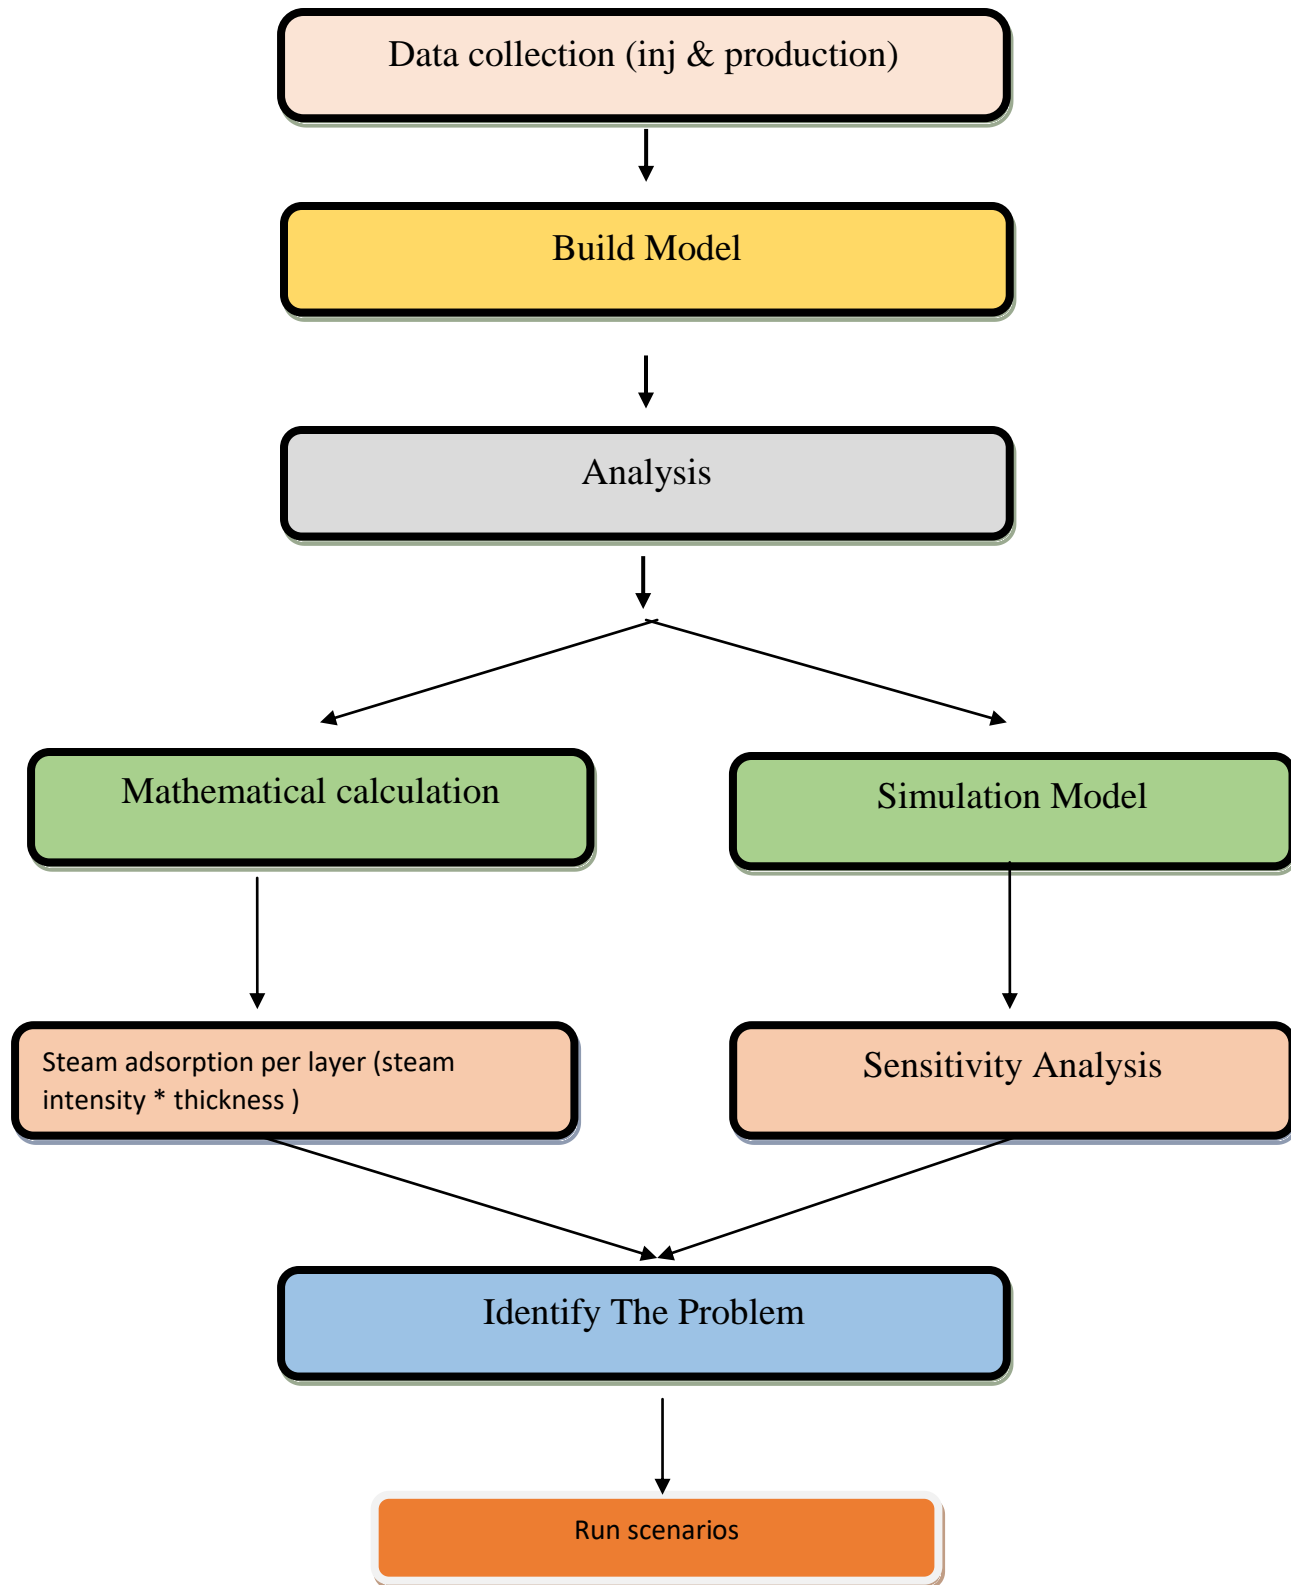 Data collection (inj & production)
Build Model
Analysis
Mathematical calculation
Simulation Model
Steam adsorption per layer (steam
intensity * thickness )
Sensitivity Analysis
Identify The Problem
Run scenarios